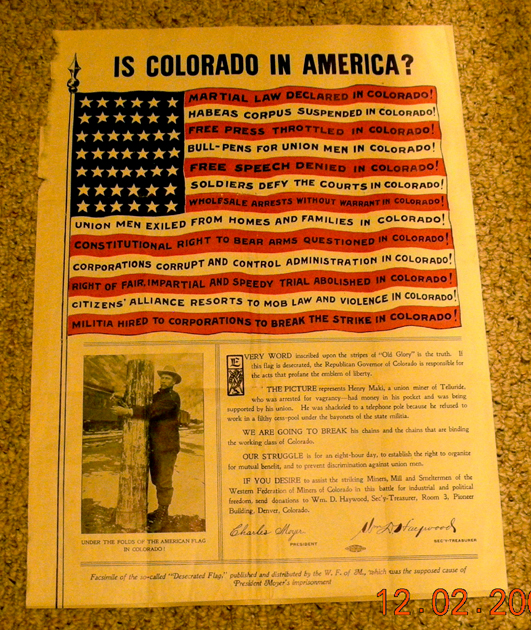 IS COLORADO IN AMERICA?
MARTIAL LAW DECLARED IN COLORADO!
HABEAS CORPUS SUSPENDED IN COLORADO!
FREE PRESS THROTTLED IN COLORADO!
BULL-PENS FOR UNION MEN IN COLORADO!
FREE SPEECH DENIED IN COLORADO!
SOLDIERS DEFY THE COURTS IN COLORADO!
WHOLESALE ARRESTS WITHOUT WARRANT IN COLORADO!
UNION MEN EXILED FROM HOMES AND FAMILIES IN COLORADO!
CONSTITUTIONAL RIGHT TO BEAR ARMS QUESTIONED IN COLORADO!
CORPORATIONS CORRUPT AND CONTROL ADMINISTRATION IN COLORADO!
RIGHT OF FAIR, IMPARTIAL AND SPEEDY TRIAL ABOLISHED IN COLORADO!
CITIZENS' ALLIANCE RESORTS TO MOB LAW AND VIOLENCE IN COLORADO!
MILITIA HIRED TO CORPORATIONS TO BREAK THE STRIKE IN COLORADO!
EVERY WORD inscribed upon the stripes of "Old Glory" is the truth. If
this flag is desecrated, the Republican Governor of Colorado is responsible for
the acts that profane the emblem of liberty.
THE PICTURE represents Henry Maki, a union miner of Telluride,
who was arrested for vagrancy—had money in his pocket and was being
supported by his union. He was shackled to a telephone pole because he refused to
work in a filthy cess-pool under the bayonets of the state militia.
WE ARE GOING TO BREAK his chains and the chains that are binding
the working class of Colorado.
OUR STRUGGLE is for an eight-hour day, to establish the right to organize
for mutual benefit, and to prevent discrimination against union men.
IF YOU DESIRE to assist the striking Miners, Mill and Smeltermen of the
Western Federation of Miners of Colorado in this battle for industrial and political
freedom, send donations to Wm. D. Haywood, Sec'y-Treasurer, Room 3, Pioneer
Building, Denver, Colorado.
Charles Moyer
PRESIDENT
Wm D Haywood
SEC'Y-TREASURER
UNDER THE FOLDS OF THE AMERICAN FLAG
IN COLORADO!
Facsimile of the so-called "Desecrated Flag," published and distributed by the W. F. of M., which was the supposed cause of
President Moyer's imprisonment
12.02.20